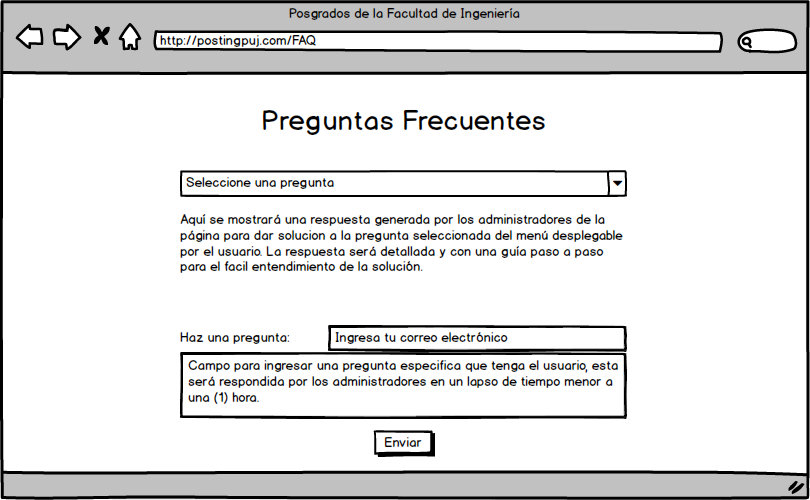 Posgrados de la Facultad de Ingeniería
http://postingpuj.com/FAQ
Preguntas Frecuentes
Seleccione una pregunta
Aquí se mostrará una respuesta generada por los administradores de la
página para dar solucion a la pregunta seleccionada del menú desplegable
por el usuario. La respuesta será detallada y con una guía paso a paso
para el facil entendimiento de la solución.
Haz una pregunta:
Ingresa tu correo electrónico
Campo para ingresar una pregunta especifica que tenga el usuario, esta
será respondida por los administradores en un lapso de tiempo menor a
una (1) hora.
Enviar